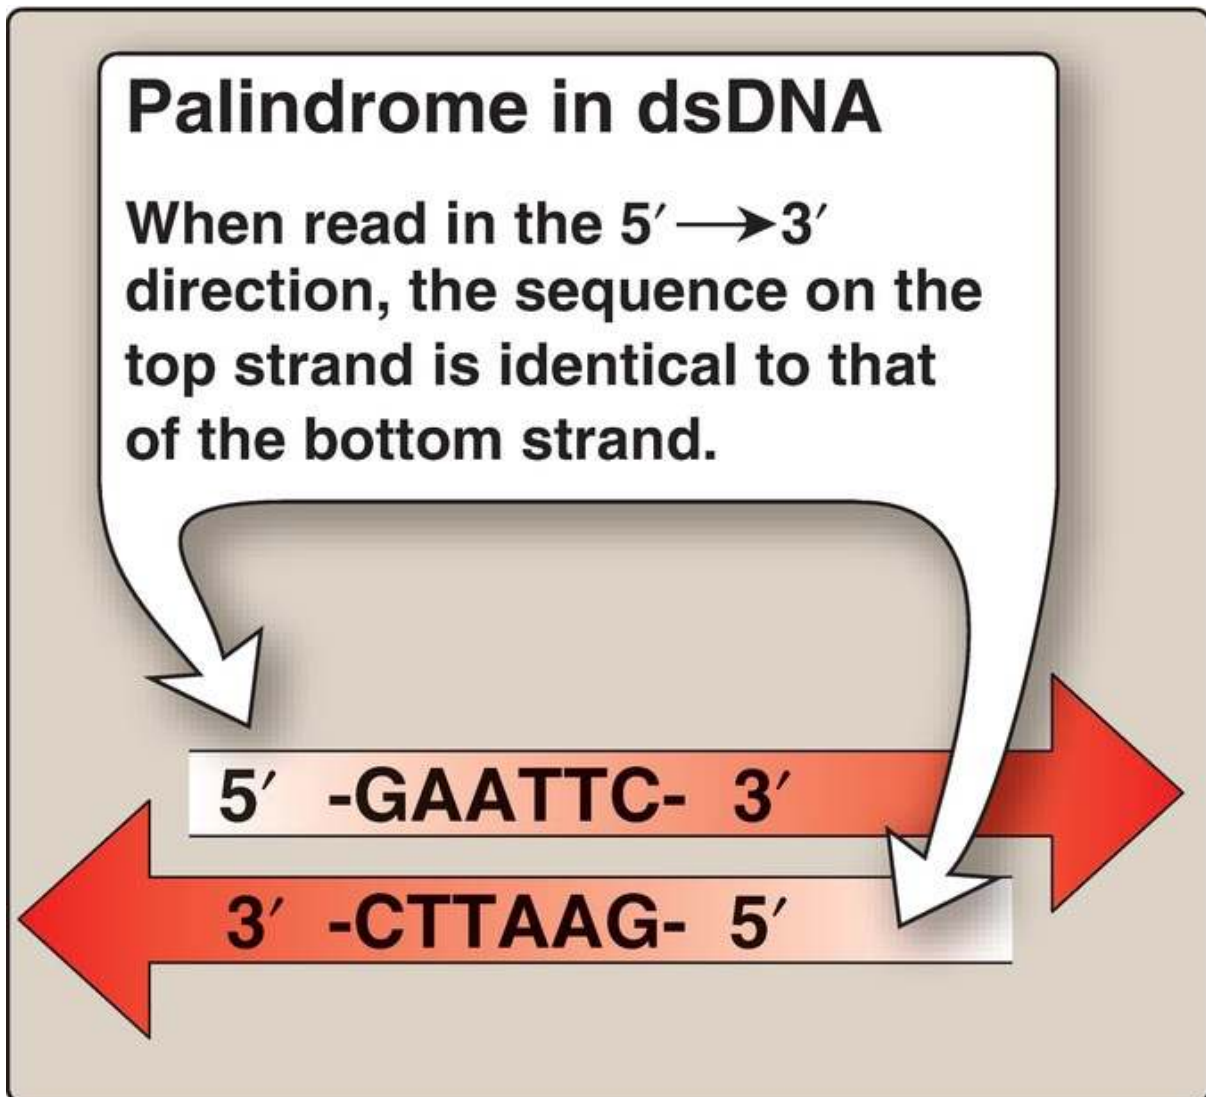 Palindrome in dsDNA
When read in the 5′ ⟶ 3′
direction, the sequence on the
top strand is identical to that
of the bottom strand.
5′ -GAATTC- 3′
3′ -CTTAAG- 5′